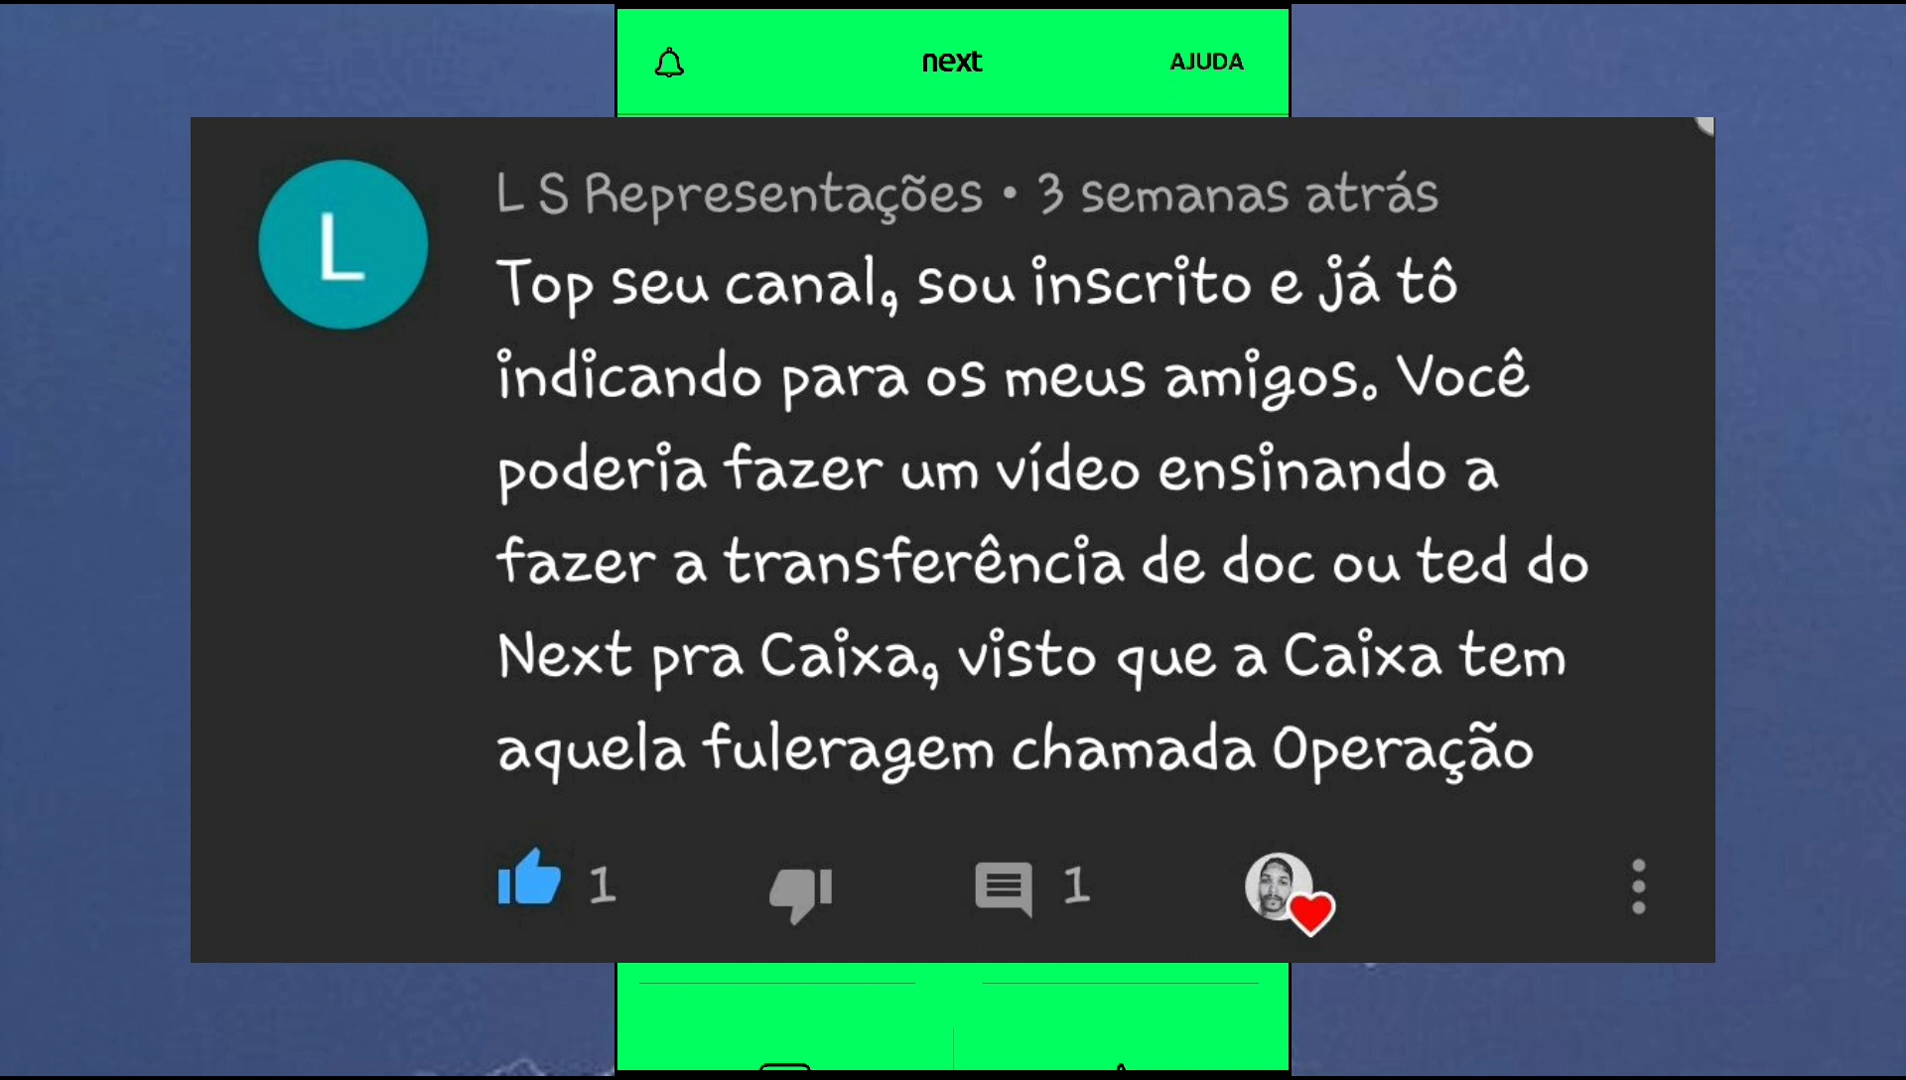 next
AJUDA
L
L S Representações • 3 semanas atrás
Top seu canal, sou inscrito e já tô
indicando para os meus amigos. Você
poderia fazer um vídeo ensinando a
fazer a transferência de doc ou ted do
Next pra Caixa, visto que a Caixa tem
aquela fuleragem chamada Operação
1
1